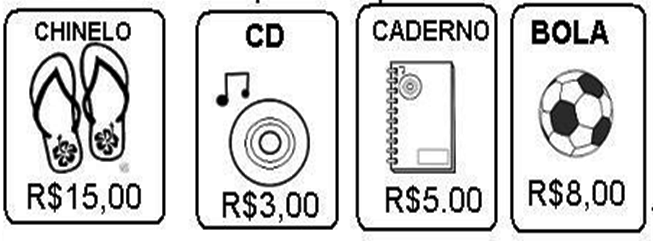 CHINELO
R$15,00
CD
R$3,00
CADERNO
R$5.00
BOLA
R$8,00